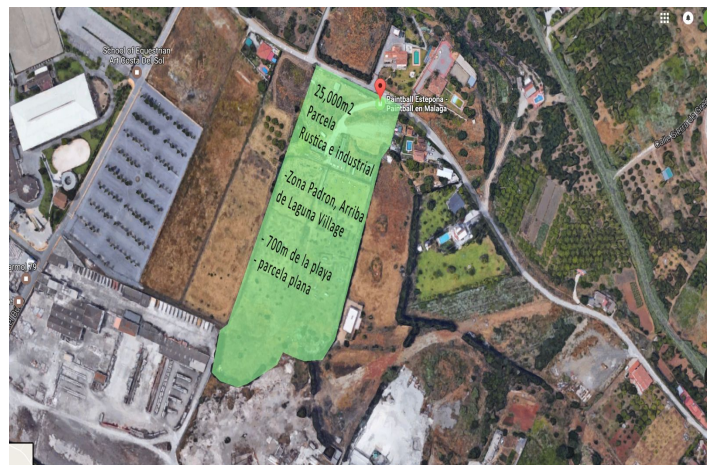 School of Equestrian
Art Costa Del Sol
25,000m2
Parcela
Rustica e industrial
-Zona Padron, Arriba
de Laguna Village
- 700m de la playa
- parcela plana
Paintball Estepona -
Paintball en Malaga